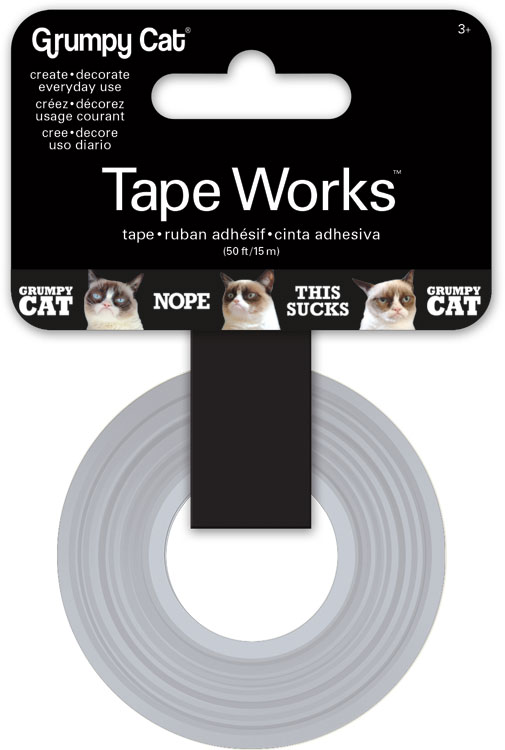 Grumpy Cat®
3+
create • decorate
everyday use
créez • décorez
usage courant
cree • decore
uso diario
Tape Works™
tape • ruban adhésif • cinta adhesiva
(50 ft/15 m)
GRUMPY
CAT
NOPE
THIS
SUCKS
GRUMPY
CAT